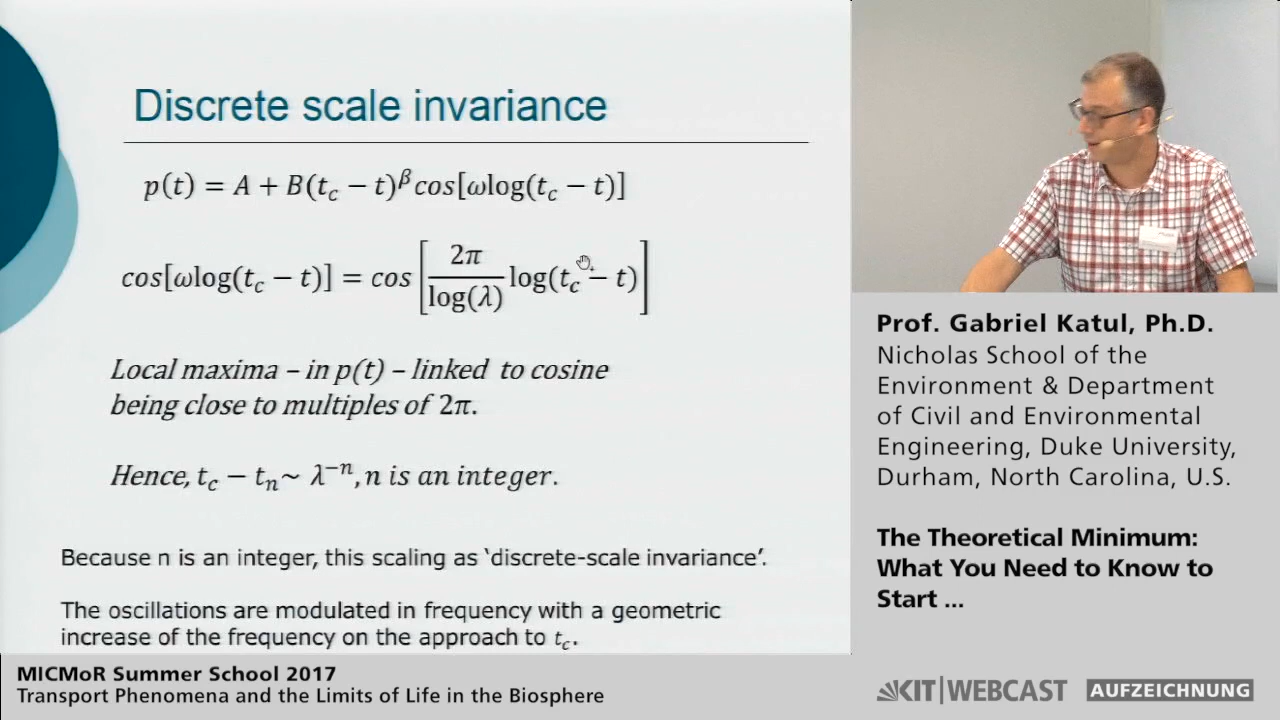 Discrete scale invariance
p(t) = A + B(t_c − t)^β cos[ωlog(t_c − t)]
cos[ωlog(t_c − t)] = cos [2π/log(λ) log(t_c − t)]
Local maxima – in p(t) – linked to cosine
being close to multiples of 2π.
Hence, t_c − t_n ~ λ^−n, n is an integer.
Because n is an integer, this scaling as ‘discrete-scale invariance’.
The oscillations are modulated in frequency with a geometric
increase of the frequency on the approach to t_c.
Prof. Gabriel Katul, Ph.D.
Nicholas School of the
Environment & Department
of Civil and Environmental
Engineering, Duke University,
Durham, North Carolina, U.S.
The Theoretical Minimum:
What You Need to Know to
Start ...
MICMoR Summer School 2017
Transport Phenomena and the Limits of Life in the Biosphere
KIT|WEBCAST AUFZEICHNUNG